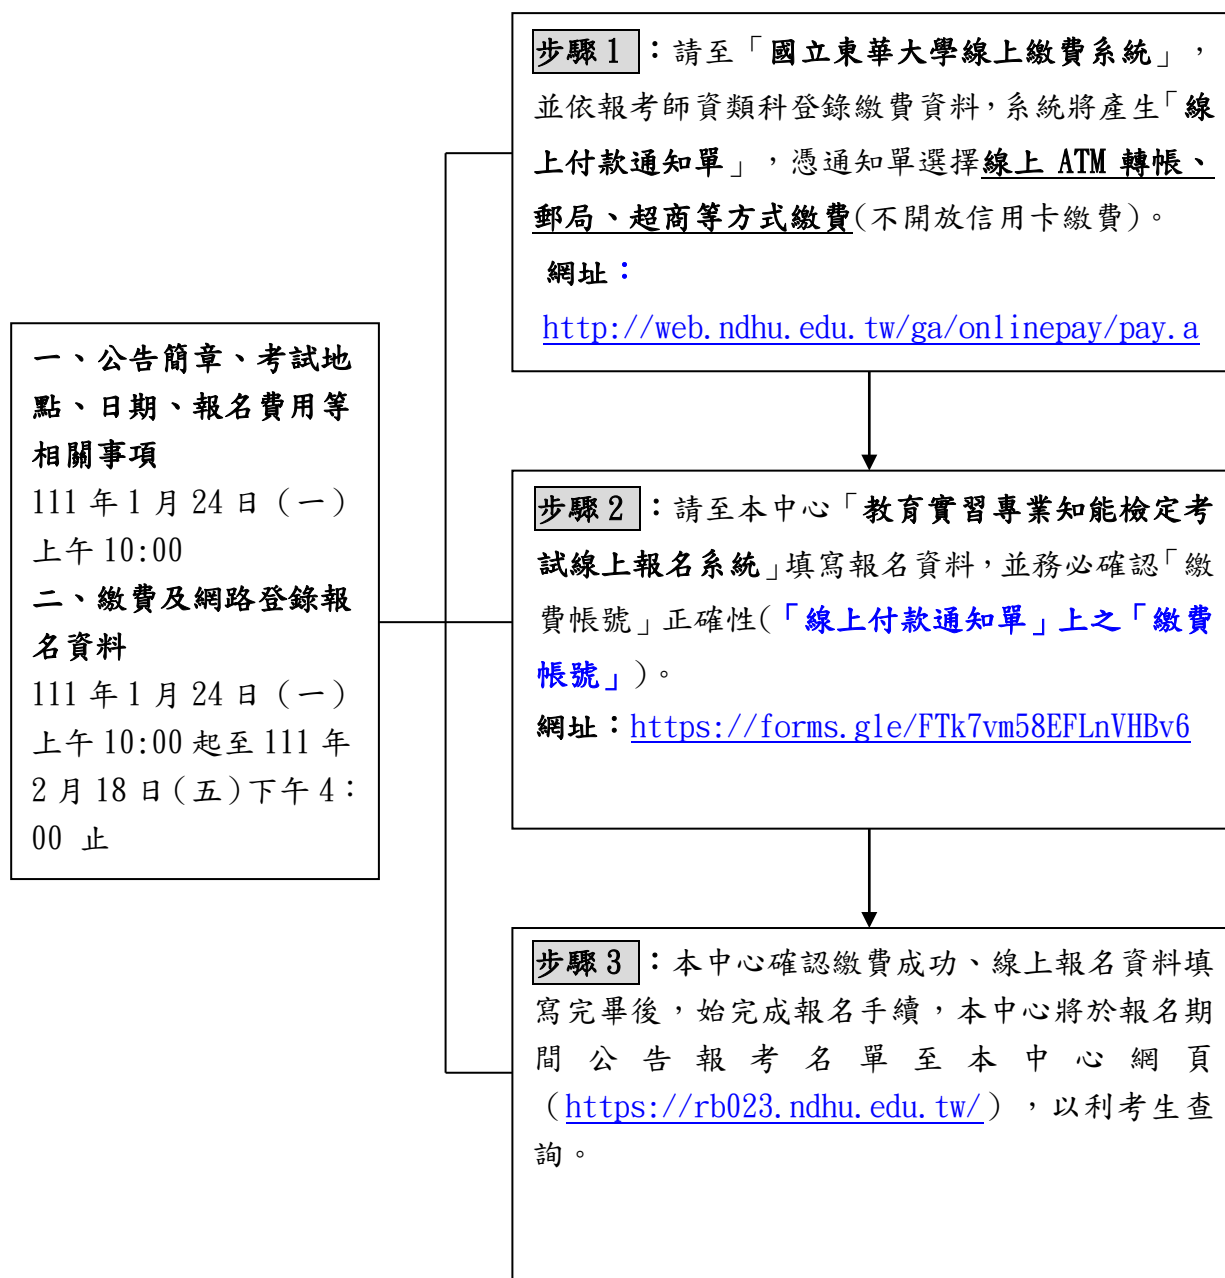 一、公告簡章、考試地
點、日期、報名費用等
相關事項
111 年 1 月 24 日（一）
上午 10:00
二、繳費及網路登錄報
名資料
111 年 1 月 24 日（一）
上午 10:00 起至 111 年
2 月 18 日（五）下午 4：
00 止
步驟 1：請至「國立東華大學線上繳費系統」，
並依報考師資類科登錄繳費資料，系統將產生「線
上付款通知單」，憑通知單選擇線上 ATM 轉帳、
郵局、超商等方式繳費(不開放信用卡繳費)。
網址：
http://web.ndhu.edu.tw/ga/onlinepay/pay.a
步驟 2：請至本中心「教育實習專業知能檢定考
試線上報名系統」填寫報名資料，並務必確認「繳
費帳號」正確性(「線上付款通知單」上之「繳費
帳號」)。
網址：https://forms.gle/FTk7vm58EFLnVHBv6
步驟 3：本中心確認繳費成功、線上報名資料填
寫完畢後，始完成報名手續，本中心將於報名期
間公告報考名單至本中心網頁
（https://rb023.ndhu.edu.tw/），以利考生查
詢。